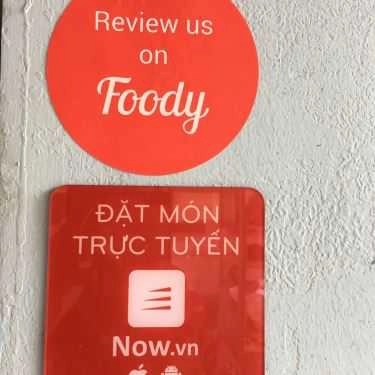 Review us
on
Foody
ĐẶT MÓN
TRỰC TUYẾN
Now.vn